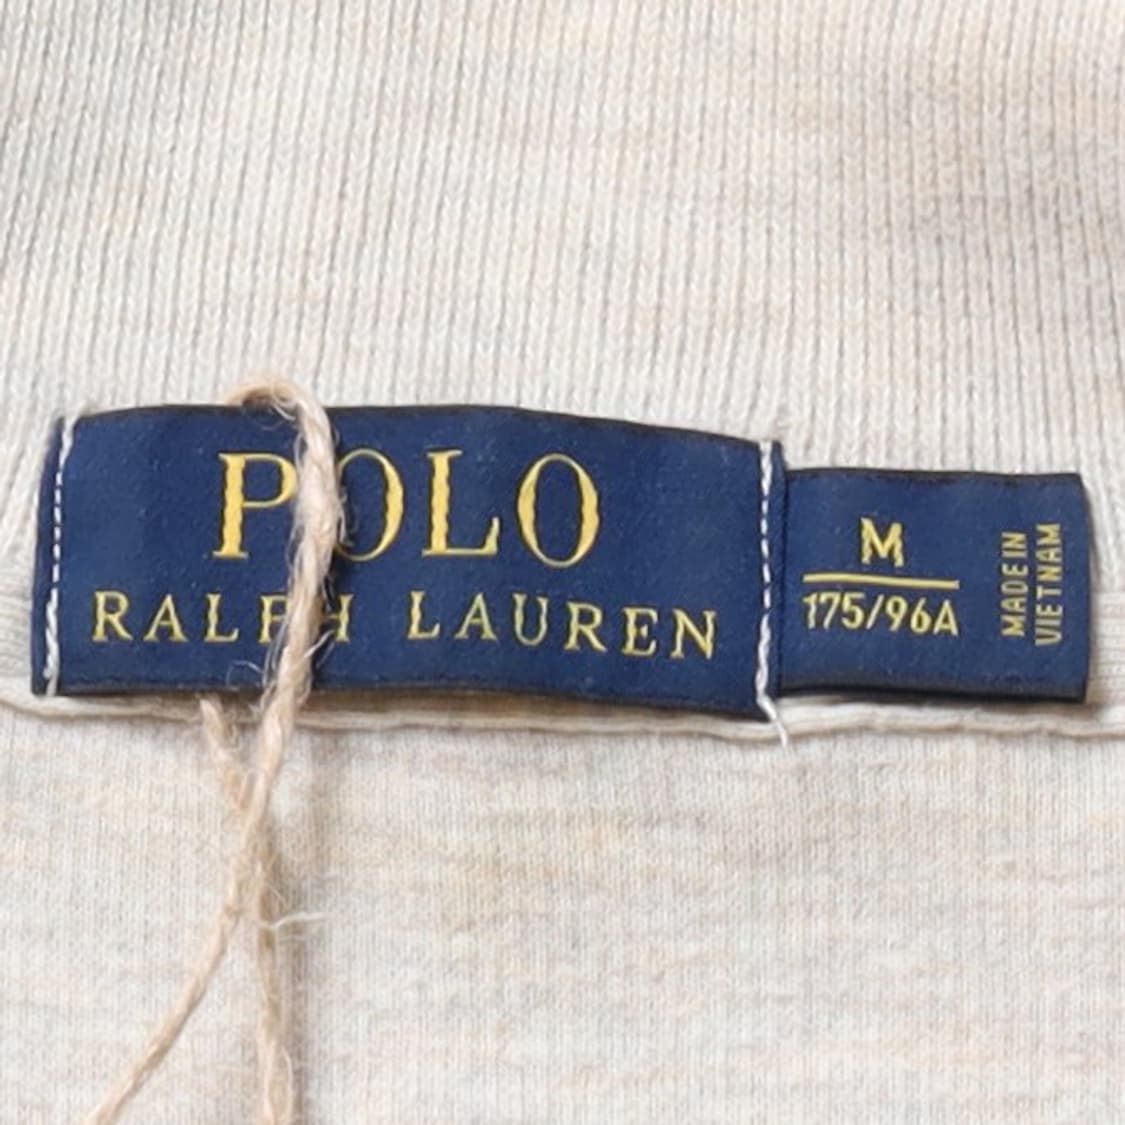 POLO
RALPH LAUREN
M
175/96A
MADE IN
VIETNAM